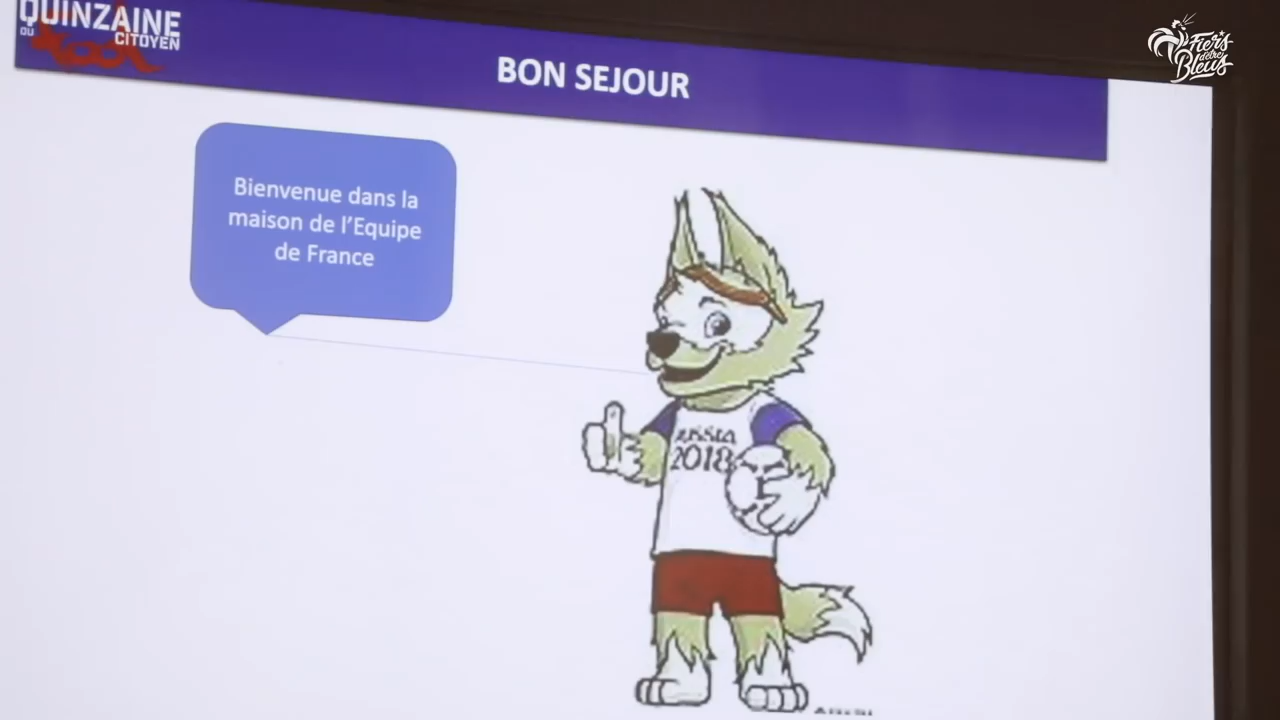 QUINZAINE
DU
CITOYEN
BON SEJOUR
Fiers
d'être
Bleus
Bienvenue dans la
maison de l'Equipe
de France
2018